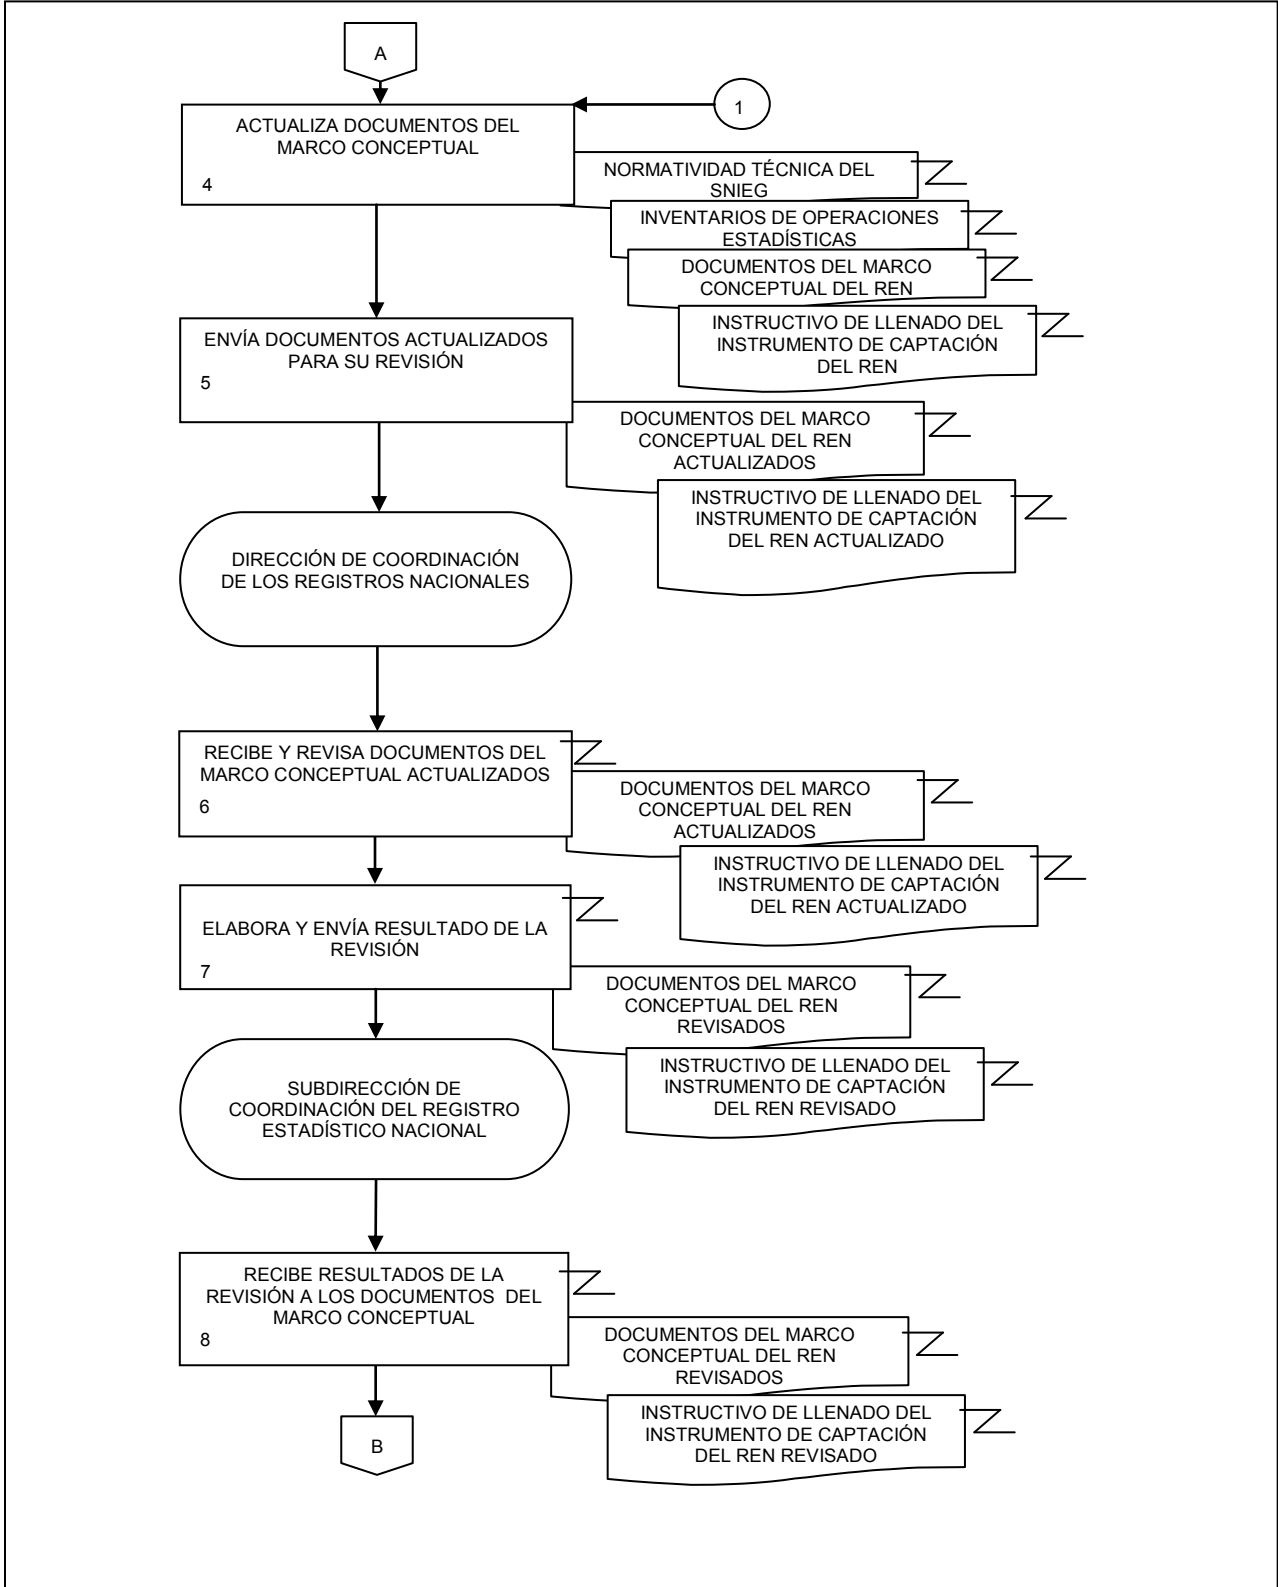 A
1
ACTUALIZA DOCUMENTOS DEL
MARCO CONCEPTUAL
4
NORMATIVIDAD TÉCNICA DEL
SNIEG
INVENTARIOS DE OPERACIONES
ESTADÍSTICAS
DOCUMENTOS DEL MARCO
CONCEPTUAL DEL REN
INSTRUCTIVO DE LLENADO DEL
INSTRUMENTO DE CAPTACIÓN
DEL REN
ENVÍA DOCUMENTOS ACTUALIZADOS
PARA SU REVISIÓN
5
DOCUMENTOS DEL MARCO
CONCEPTUAL DEL REN
ACTUALIZADOS
INSTRUCTIVO DE LLENADO DEL
INSTRUMENTO DE CAPTACIÓN
DEL REN ACTUALIZADO
DIRECCIÓN DE COORDINACIÓN
DE LOS REGISTROS NACIONALES
RECIBE Y REVISA DOCUMENTOS DEL
MARCO CONCEPTUAL ACTUALIZADOS
6
DOCUMENTOS DEL MARCO
CONCEPTUAL DEL REN
ACTUALIZADOS
INSTRUCTIVO DE LLENADO DEL
INSTRUMENTO DE CAPTACIÓN
DEL REN ACTUALIZADO
ELABORA Y ENVÍA RESULTADO DE LA
REVISIÓN
7
DOCUMENTOS DEL MARCO
CONCEPTUAL DEL REN
REVISADOS
INSTRUCTIVO DE LLENADO DEL
INSTRUMENTO DE CAPTACIÓN
DEL REN REVISADO
SUBDIRECCIÓN DE
COORDINACIÓN DEL REGISTRO
ESTADÍSTICO NACIONAL
RECIBE RESULTADOS DE LA
REVISIÓN A LOS DOCUMENTOS DEL
MARCO CONCEPTUAL
8
DOCUMENTOS DEL MARCO
CONCEPTUAL DEL REN
REVISADOS
INSTRUCTIVO DE LLENADO DEL
INSTRUMENTO DE CAPTACIÓN
DEL REN REVISADO
B